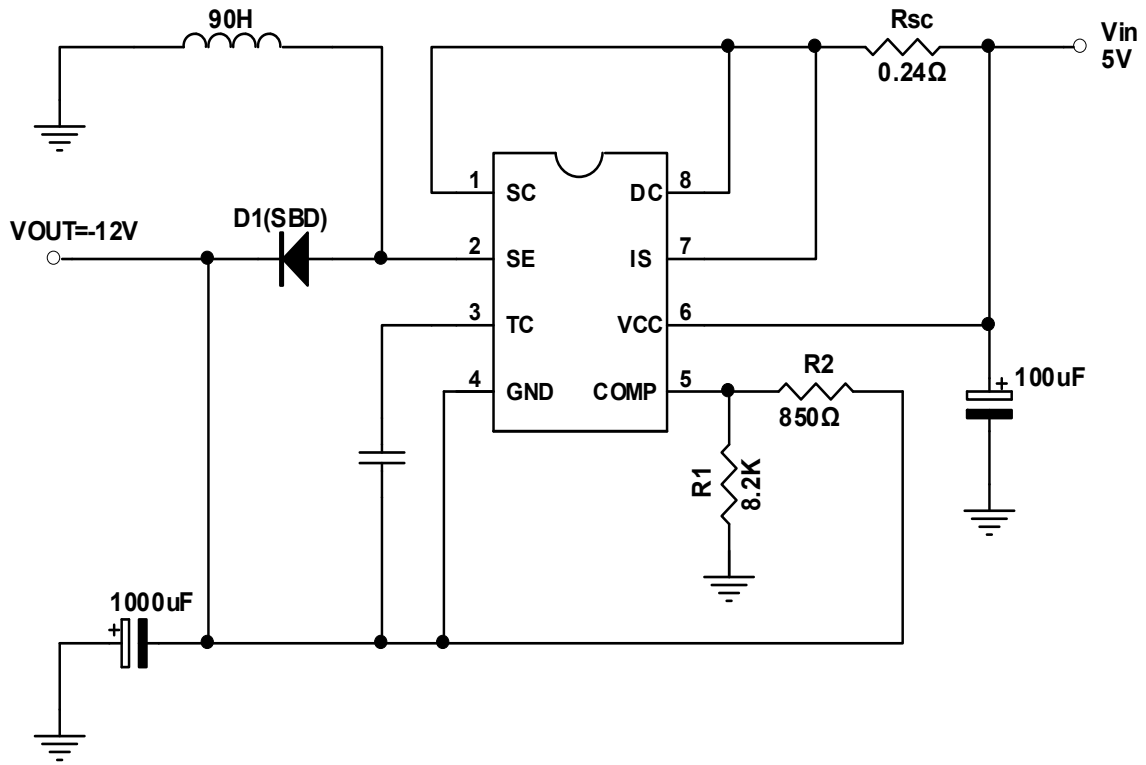 90H
Rsc
0.24Ω
Vin
5V
1
SC
DC
8
VOUT=-12V
D1(SBD)
2
SE
IS
7
3
TC
VCC
6
4
GND
COMP
5
R2
850Ω
+
100uF
R1
8.2K
1000uF
+